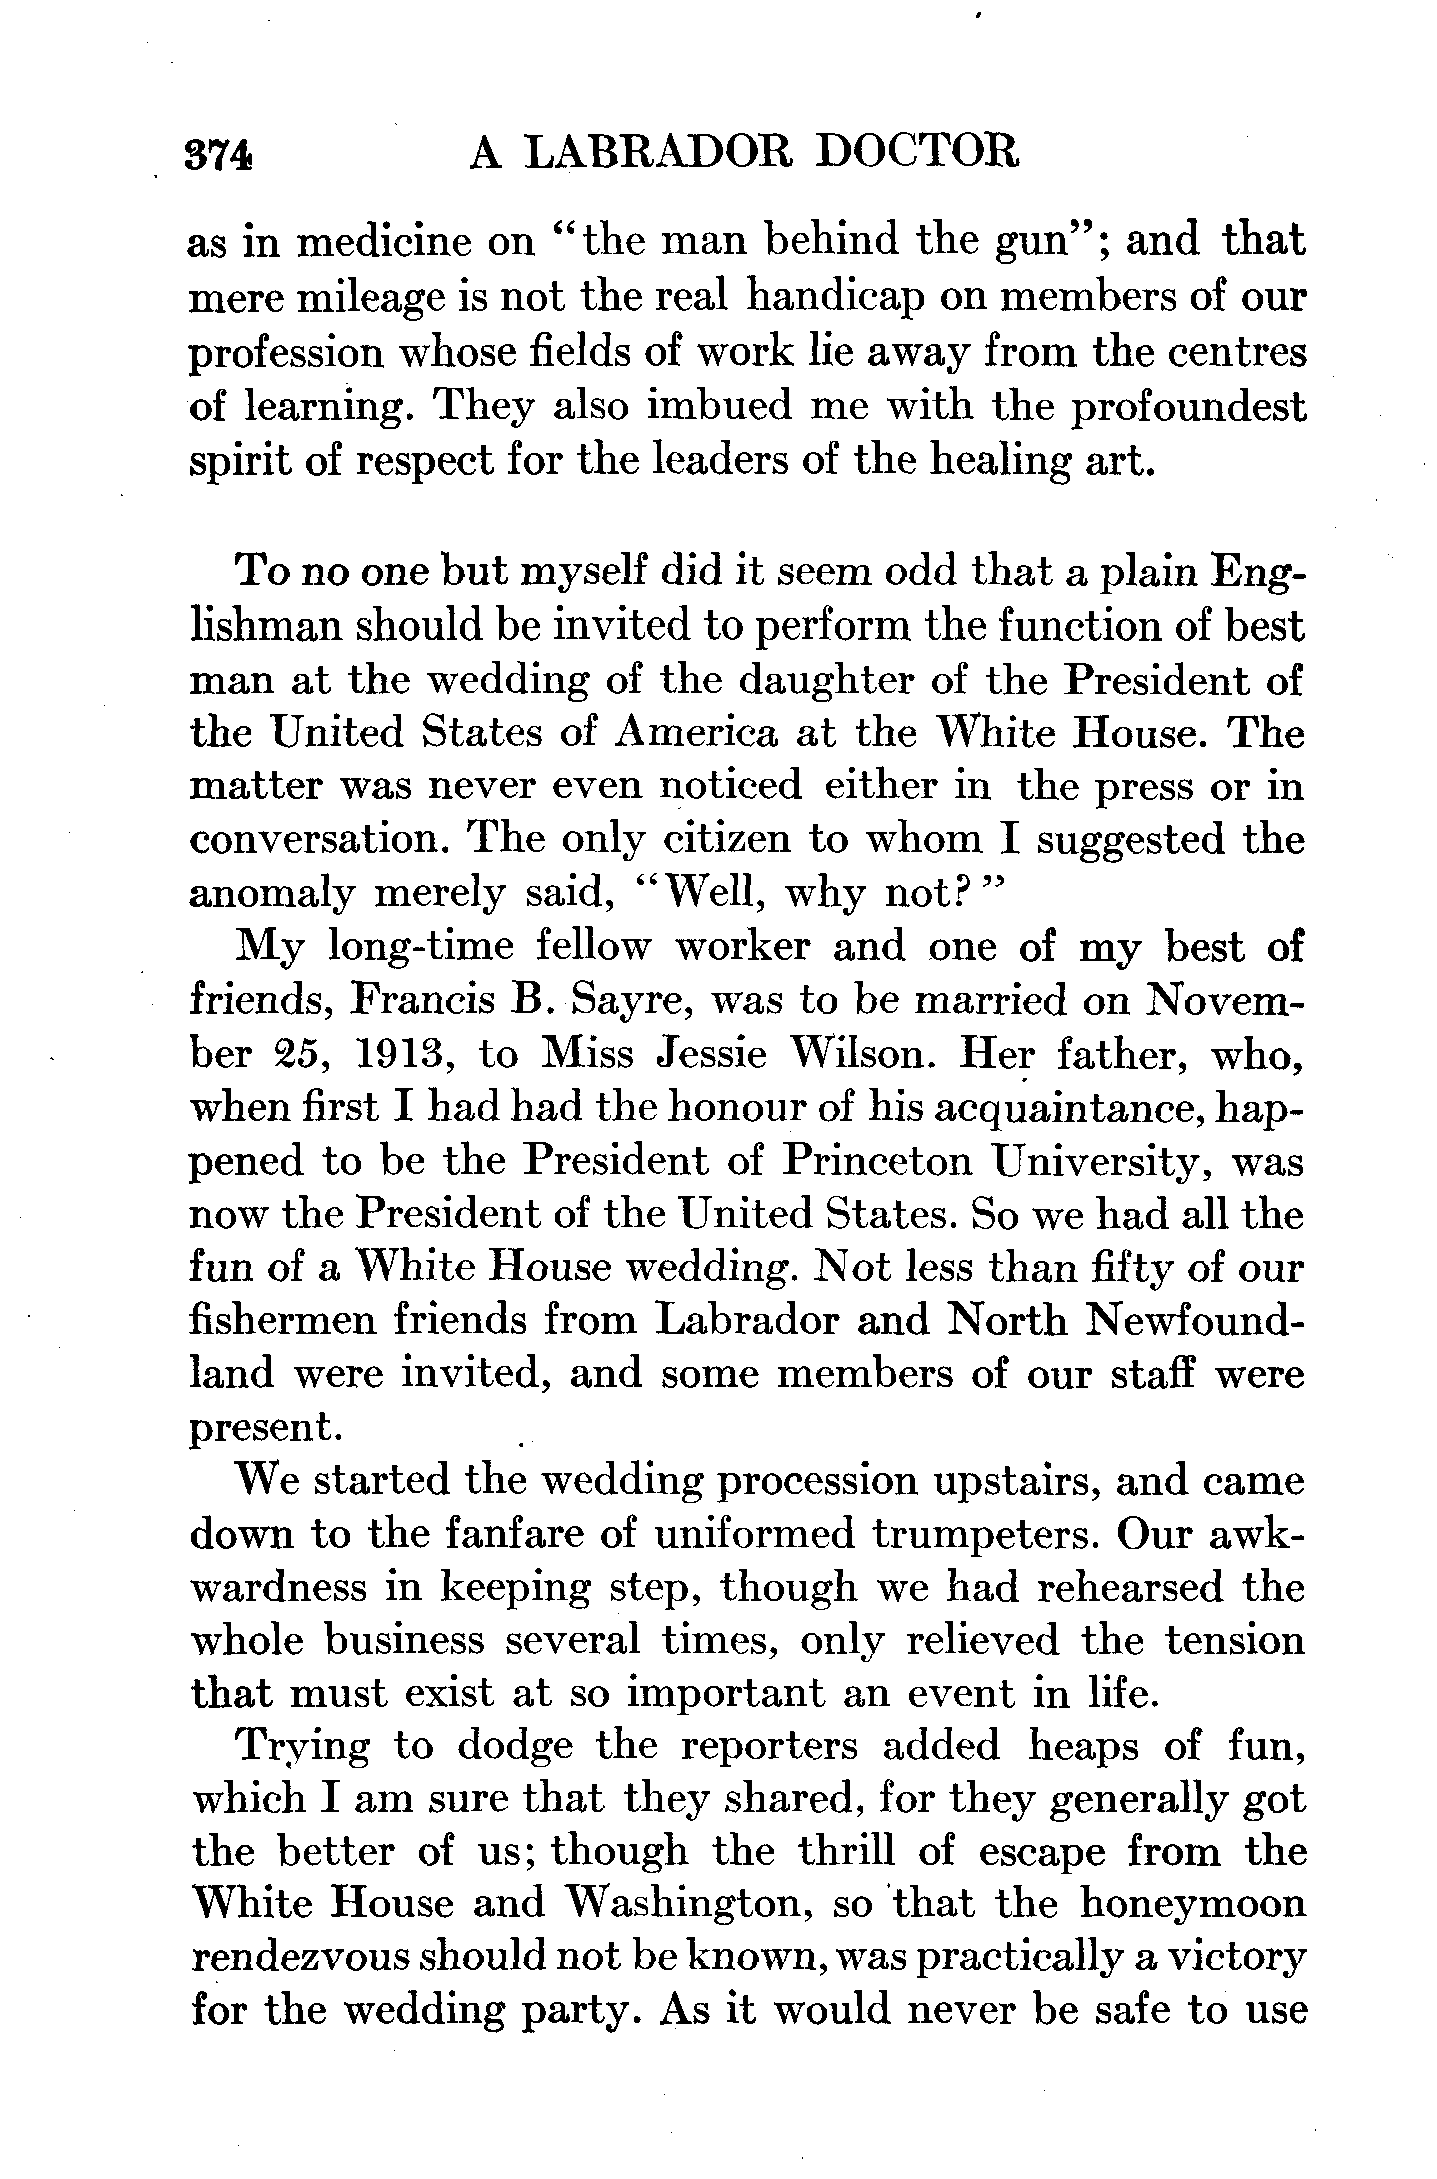 374 A LABRADOR DOCTOR
as in medicine on “the man behind the gun”; and that
mere mileage is not the real handicap on members of our
profession whose fields of work lie away from the centres
of learning. They also imbued me with the profoundest
spirit of respect for the leaders of the healing art.
To no one but myself did it seem odd that a plain Eng-
lishman should be invited to perform the function of best
man at the wedding of the daughter of the President of
the United States of America at the White House. The
matter was never even noticed either in the press or in
conversation. The only citizen to whom I suggested the
anomaly merely said, “Well, why not?”
My long-time fellow worker and one of my best of
friends, Francis B. Sayre, was to be married on Novem-
ber 25, 1913, to Miss Jessie Wilson. Her father, who,
when first I had had the honour of his acquaintance, hap-
pened to be the President of Princeton University, was
now the President of the United States. So we had all the
fun of a White House wedding. Not less than fifty of our
fishermen friends from Labrador and North Newfound-
land were invited, and some members of our staff were
present.
We started the wedding procession upstairs, and came
down to the fanfare of uniformed trumpeters. Our awk-
wardness in keeping step, though we had rehearsed the
whole business several times, only relieved the tension
that must exist at so important an event in life.
Trying to dodge the reporters added heaps of fun,
which I am sure that they shared, for they generally got
the better of us; though the thrill of escape from the
White House and Washington, so that the honeymoon
rendezvous should not be known, was practically a victory
for the wedding party. As it would never be safe to use